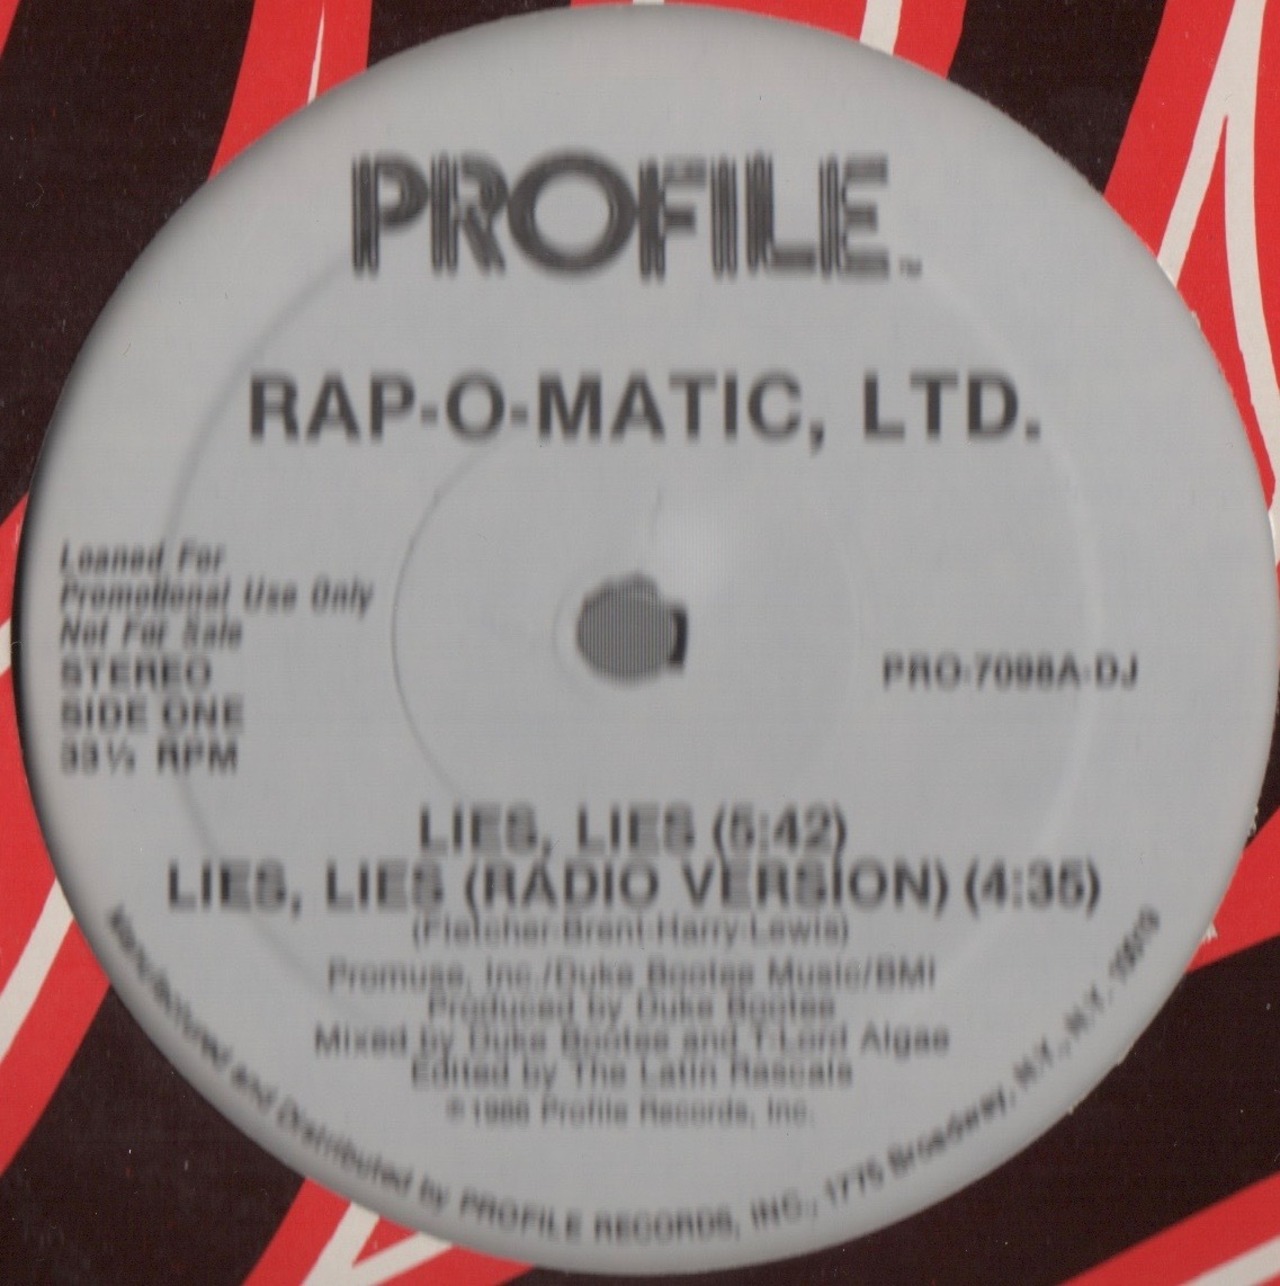 PROFILE™
RAP-O-MATIC, LTD.
Loaned For
Promotional Use Only
Not For Sale
STEREO
SIDE ONE
33⅓ RPM
PRO-7098A-DJ
LIES, LIES (5:42)
LIES, LIES (RADIO VERSION) (4:35)
(Fletcher-Brent-Harry-Lewis)
Promuse, Inc./Duke Bootee Music/BMI
Produced by Duke Bootee
Mixed by Duke Bootee and T-Lord Algae
Edited by The Latin Rascals
Profile Records, Inc.
Manufactured and Distributed by PROFILE RECORDS, INC., 1775 Broadway, N.Y., N.Y. 10019